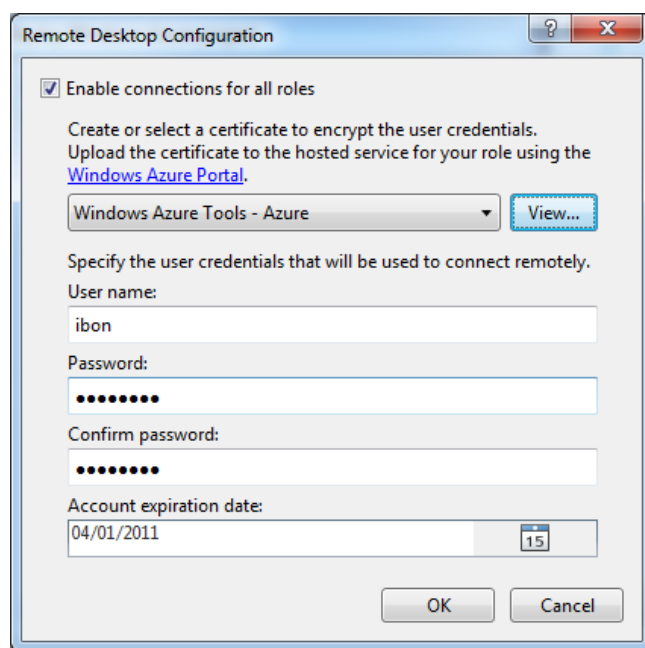 Remote Desktop Configuration
?
X
Enable connections for all roles
Create or select a certificate to encrypt the user credentials.
Upload the certificate to the hosted service for your role using the
Windows Azure Portal.
Windows Azure Tools - Azure
View...
Specify the user credentials that will be used to connect remotely.
User name:
ibon
Password:
●●●●●●●●
Confirm password:
●●●●●●●●
Account expiration date:
04/01/2011
15
OK
Cancel